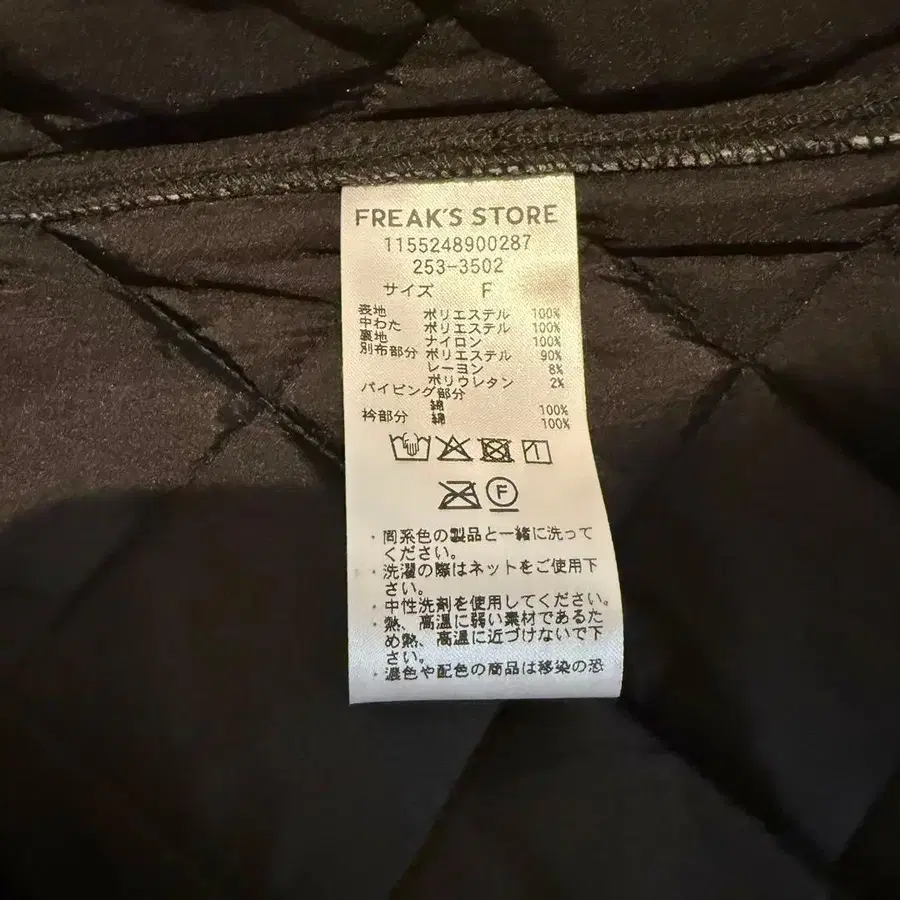 FREAK'S STORE
1155248900287
253-3502
サイズ F
表地 ポリエステル 100%
中わた ポリエステル 100%
裏地 ナイロン 100%
別布部分 ポリエステル 90%
レーヨン 8%
ポリウレタン 2%
パイピング部分
綿 100%
衿部分 綿 100%
F
・同系色の製品と一緒に洗って
ください。
・洗濯の際はネットをご使用下
さい。
・中性洗剤を使用してください。
・熱、高温に弱い素材であるた
め熱、高温に近づけないで下
さい。
・濃色や配色の商品は移染の恐